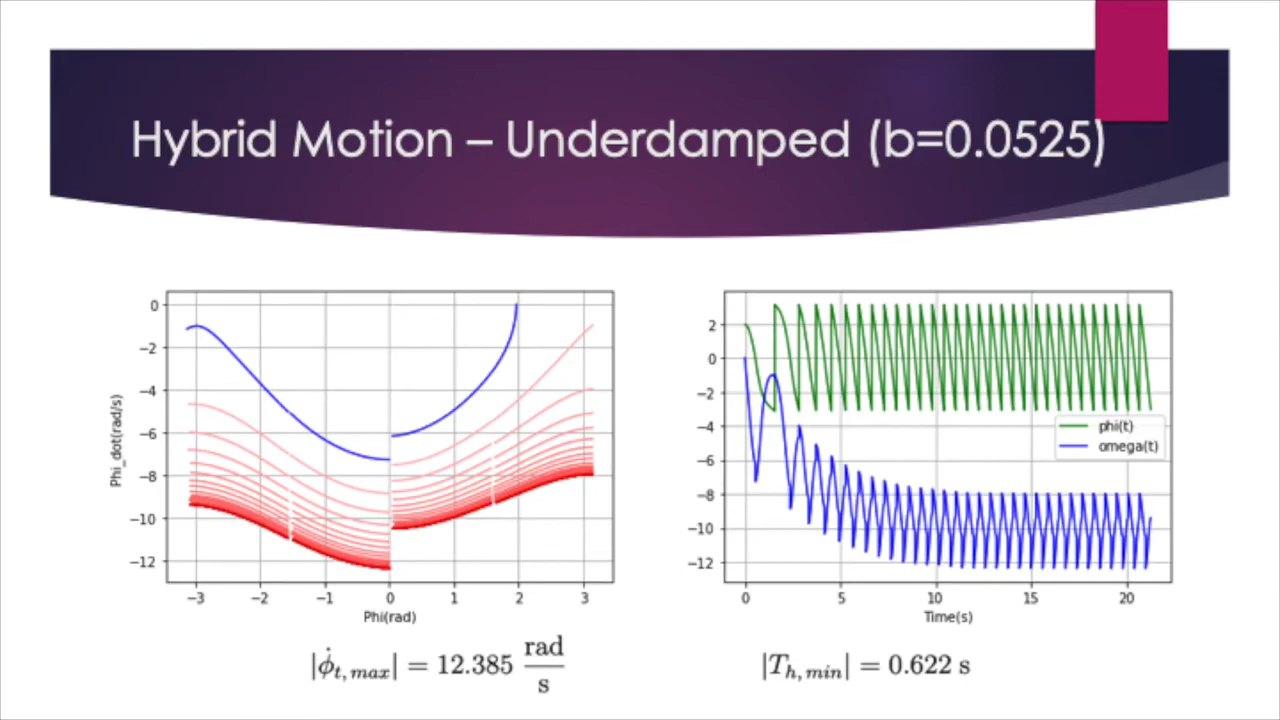 Hybrid Motion – Underdamped (b=0.0525)
0
−2
−4
−6
−8
−10
−12
Phi_dot(rad/s)
−3 −2 −1 0 1 2 3
Phi(rad)
2
0
−2
−4
−6
−8
−10
−12
phi(t)
omega(t)
0 5 10 15 20
Time(s)
|ϕ̇_{t, max}| = 12.385 rad/s
|T_{h, min}| = 0.622 s